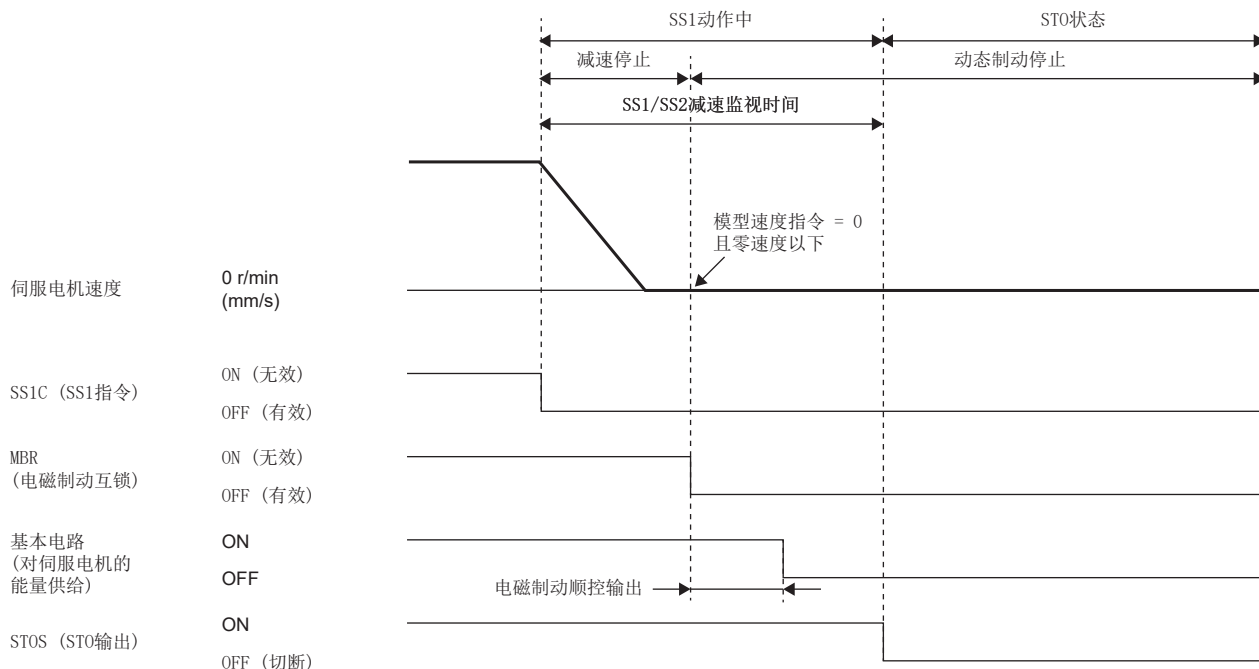 SS1动作中
STO状态
减速停止
动态制动停止
SS1/SS2减速监视时间
模型速度指令 = 0
且零速度以下
伺服电机速度
0 r/min
(mm/s)
SS1C (SS1指令)
ON (无效)
OFF (有效)
MBR
(电磁制动互锁)
ON (无效)
OFF (有效)
基本电路
(对伺服电机的
能量供给)
ON
OFF
电磁制动顺控输出
STOS (STO输出)
ON
OFF (切断)